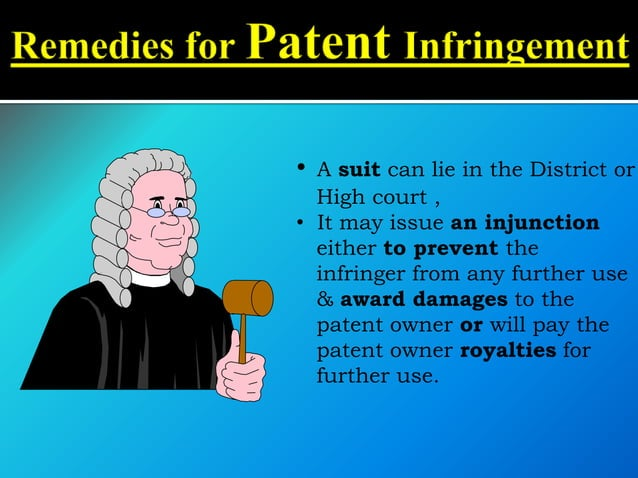 Remedies for Patent Infringement
• A suit can lie in the District or
High court ,
• It may issue an injunction
either to prevent the
infringer from any further use
& award damages to the
patent owner or will pay the
patent owner royalties for
further use.